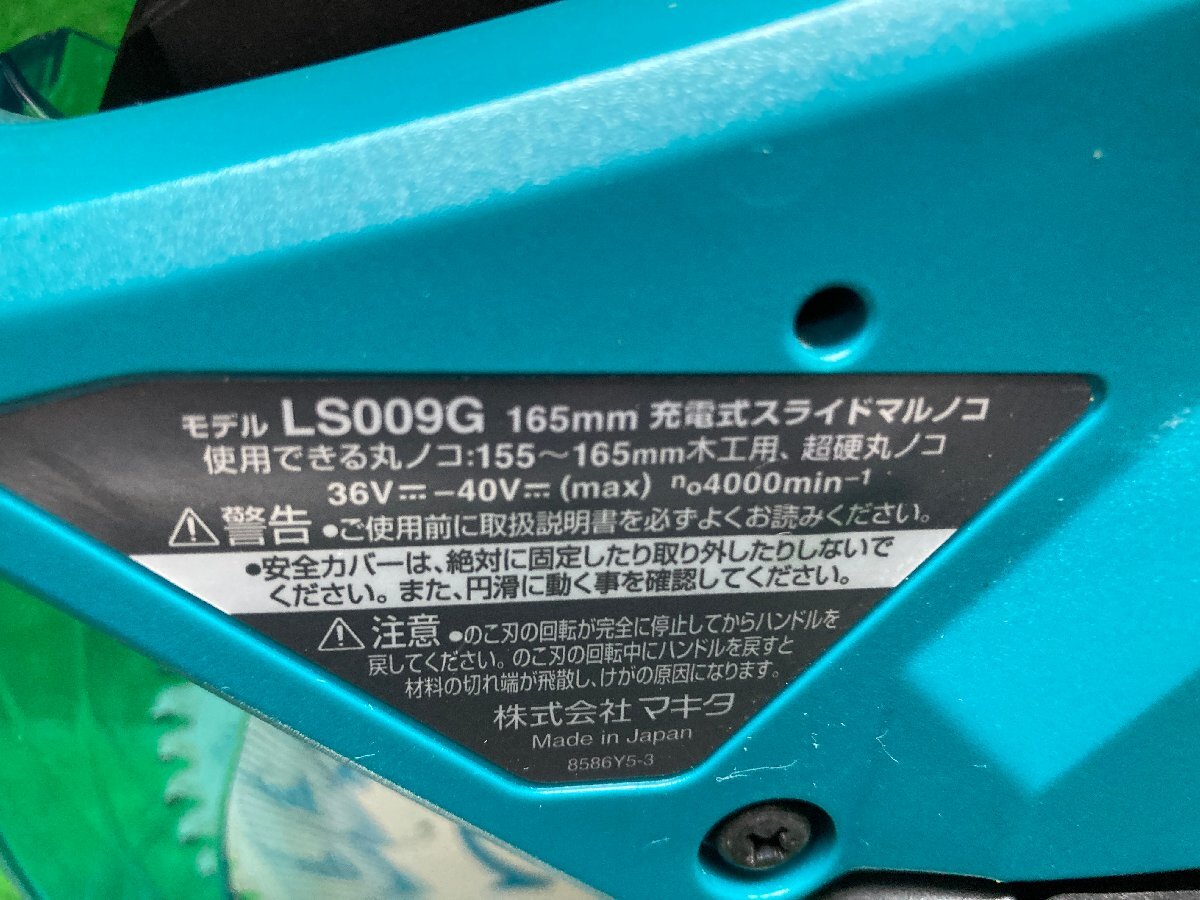 モデル LS009G 165mm 充電式スライドマルノコ
使用できる丸ノコ:155～165mm木工用、超硬丸ノコ
36V⎓-40V⎓(max) no4000min-1
⚠警告 ●ご使用前に取扱説明書を必ずよくお読みください。
●安全カバーは、絶対に固定したり取り外したりしないで
ください。また、円滑に動く事を確認してください。
⚠注意 ●のこ刃の回転が完全に停止してからハンドルを
戻してください。のこ刃の回転中にハンドルを戻すと
材料の切れ端が飛散し、けがの原因になります。
株式会社 マキタ
Made in Japan
8586Y5-3